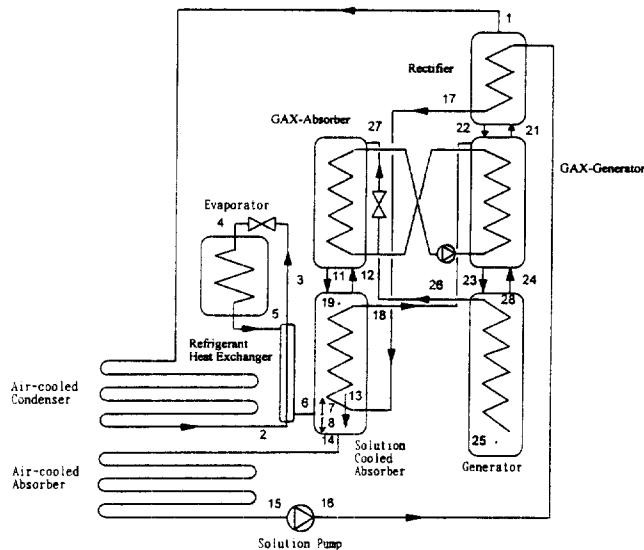 1
Rectifier
17
GAX-Absorber
27
22
21
GAX-Generator
Evaporator
4
3
11
12
26
23
24
28
5
19
18
Refrigerant
Heat Exchanger
Air-cooled
Condenser
6
13
7
8
2
14
Solution
Cooled
Absorber
25
Generator
Air-cooled
Absorber
15
16
Solution Pump